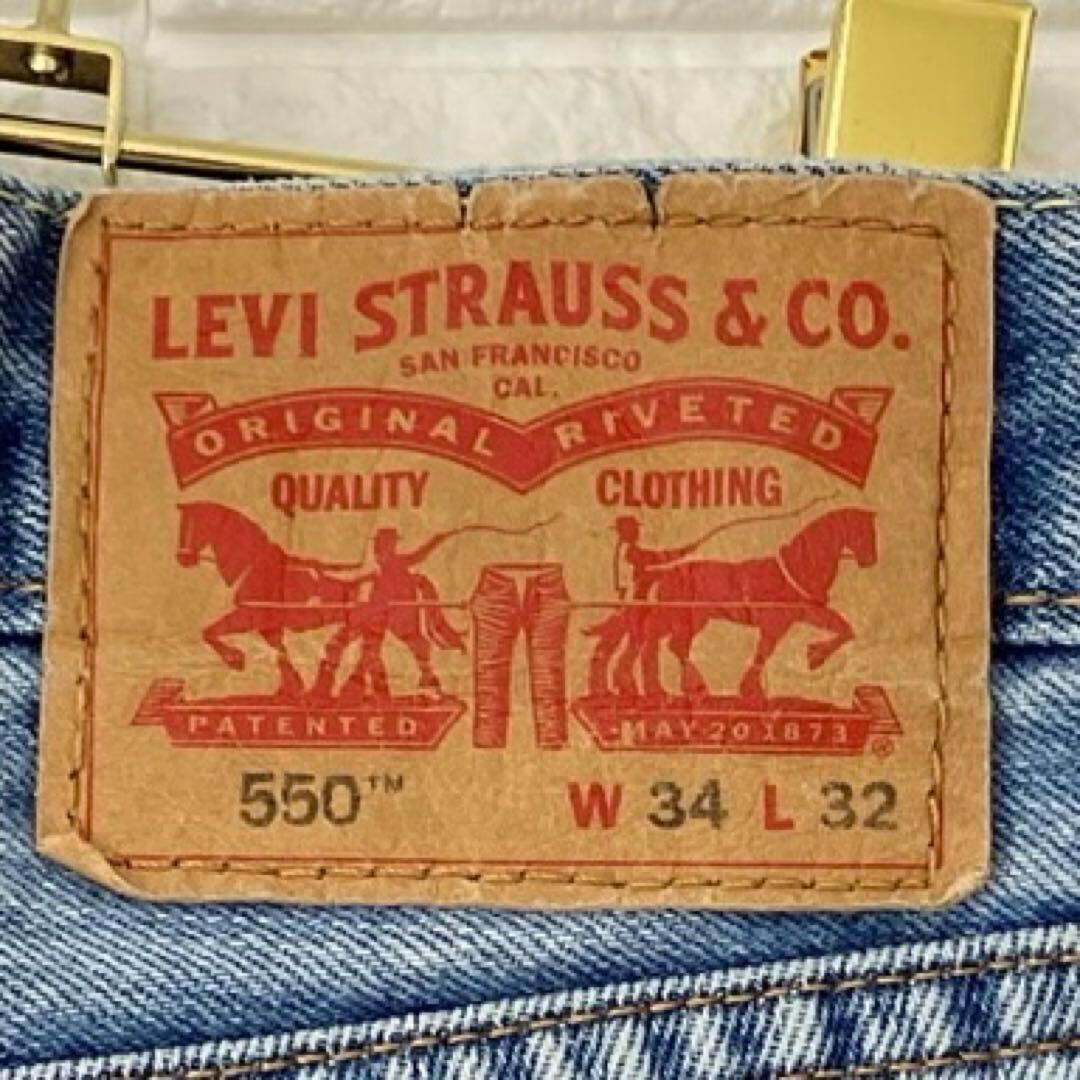 LEVI STRAUSS & CO.
SAN FRANCISCO
CAL.
ORIGINAL RIVETED
QUALITY CLOTHING
PATENTED MAY 20 1873 ®
550™ W 34 L 32